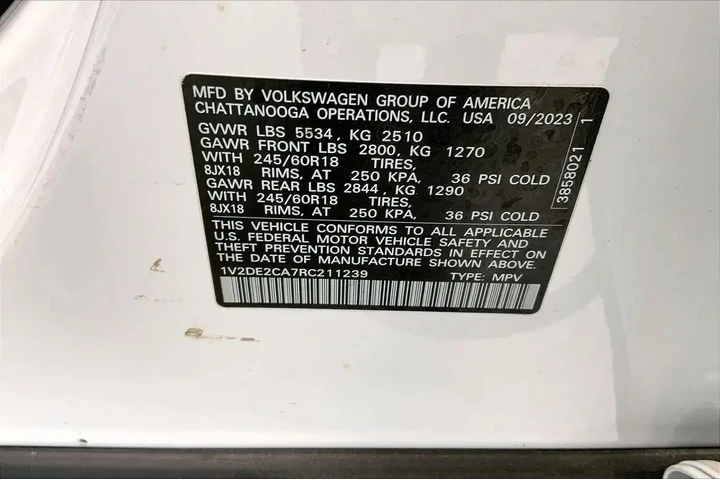 MFD BY VOLKSWAGEN GROUP OF AMERICA
CHATTANOOGA OPERATIONS, LLC. USA 09/2023
GVWR LBS 5534, KG 2510
GAWR FRONT LBS 2800, KG 1270
WITH 245/60R18 TIRES,
8JX18 RIMS, AT 250 KPA, 36 PSI COLD
GAWR REAR LBS 2844, KG 1290
WITH 245/60R18 TIRES,
8JX18 RIMS, AT 250 KPA, 36 PSI COLD
THIS VEHICLE CONFORMS TO ALL APPLICABLE
U.S. FEDERAL MOTOR VEHICLE SAFETY AND
THEFT PREVENTION STANDARDS IN EFFECT ON
THE DATE OF MANUFACTURE SHOWN ABOVE.
1V2DE2CA7RC211239 TYPE: MPV
3858021 1